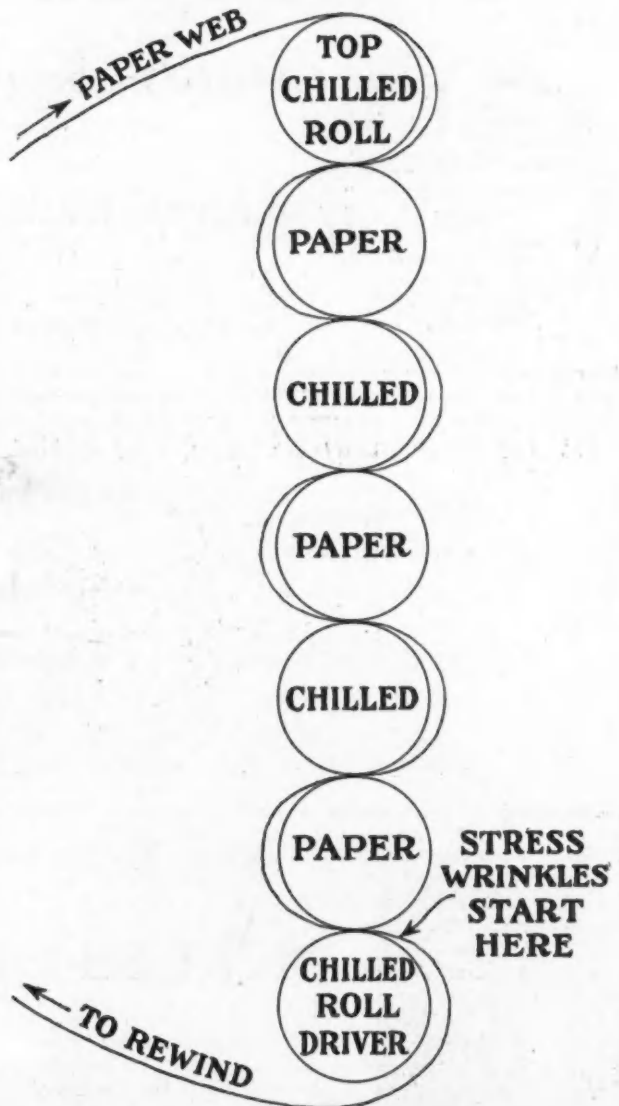 PAPER WEB
TOP
CHILLED
ROLL
PAPER
CHILLED
PAPER
CHILLED
PAPER
STRESS
WRINKLES
START
HERE
CHILLED
ROLL
DRIVER
TO REWIND